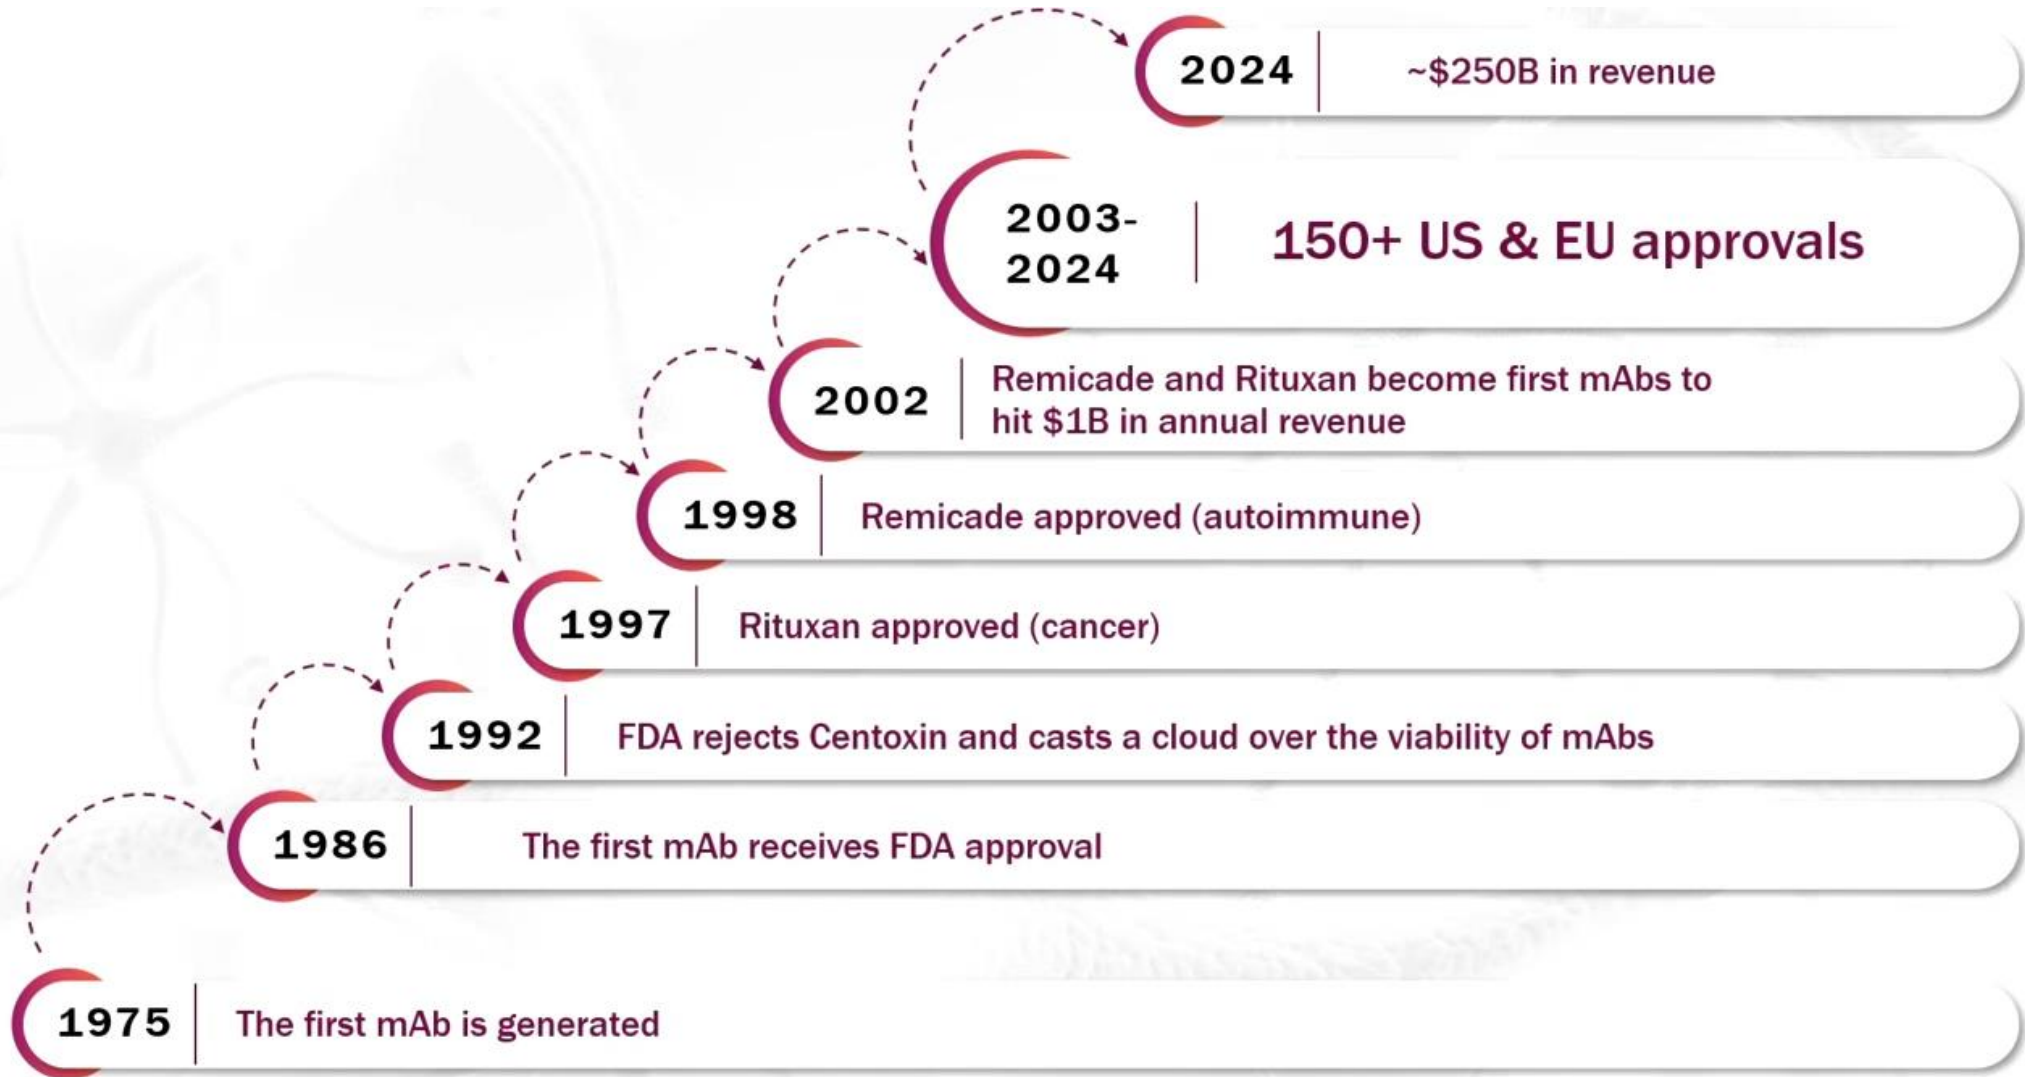 2024
~$250B in revenue
2003-
2024
150+ US & EU approvals
2002
Remicade and Rituxan become first mAbs to
hit $1B in annual revenue
1998
Remicade approved (autoimmune)
1997
Rituxan approved (cancer)
1992
FDA rejects Centoxin and casts a cloud over the viability of mAbs
1986
The first mAb receives FDA approval
1975
The first mAb is generated